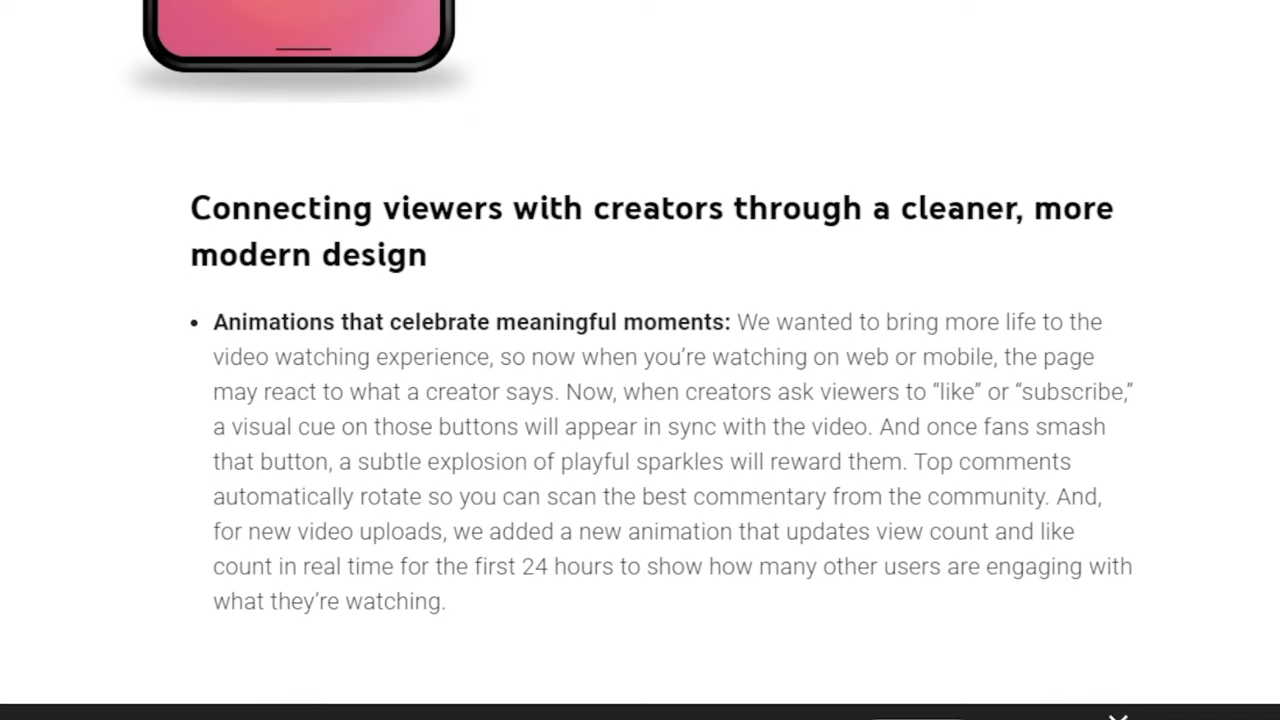 Connecting viewers with creators through a cleaner, more
modern design
• Animations that celebrate meaningful moments: We wanted to bring more life to the
video watching experience, so now when you’re watching on web or mobile, the page
may react to what a creator says. Now, when creators ask viewers to “like” or “subscribe,”
a visual cue on those buttons will appear in sync with the video. And once fans smash
that button, a subtle explosion of playful sparkles will reward them. Top comments
automatically rotate so you can scan the best commentary from the community. And,
for new video uploads, we added a new animation that updates view count and like
count in real time for the first 24 hours to show how many other users are engaging with
what they’re watching.